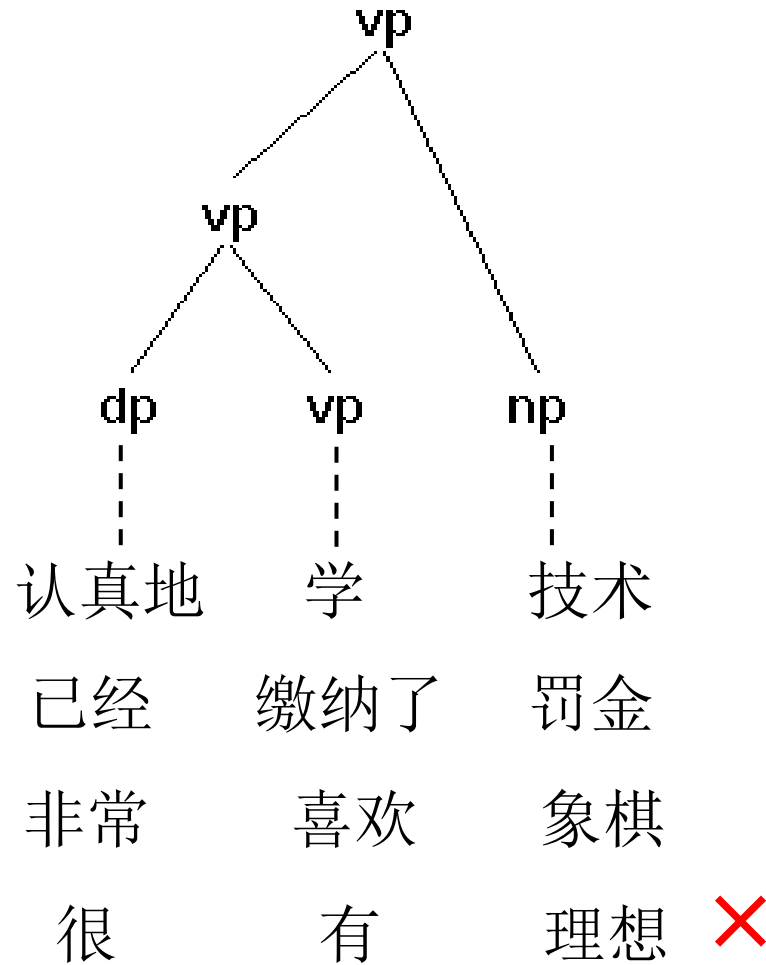 vp
vp
dp vp np
认真地 学 技术
已经 缴纳了 罚金
非常 喜欢 象棋
很 有 理想